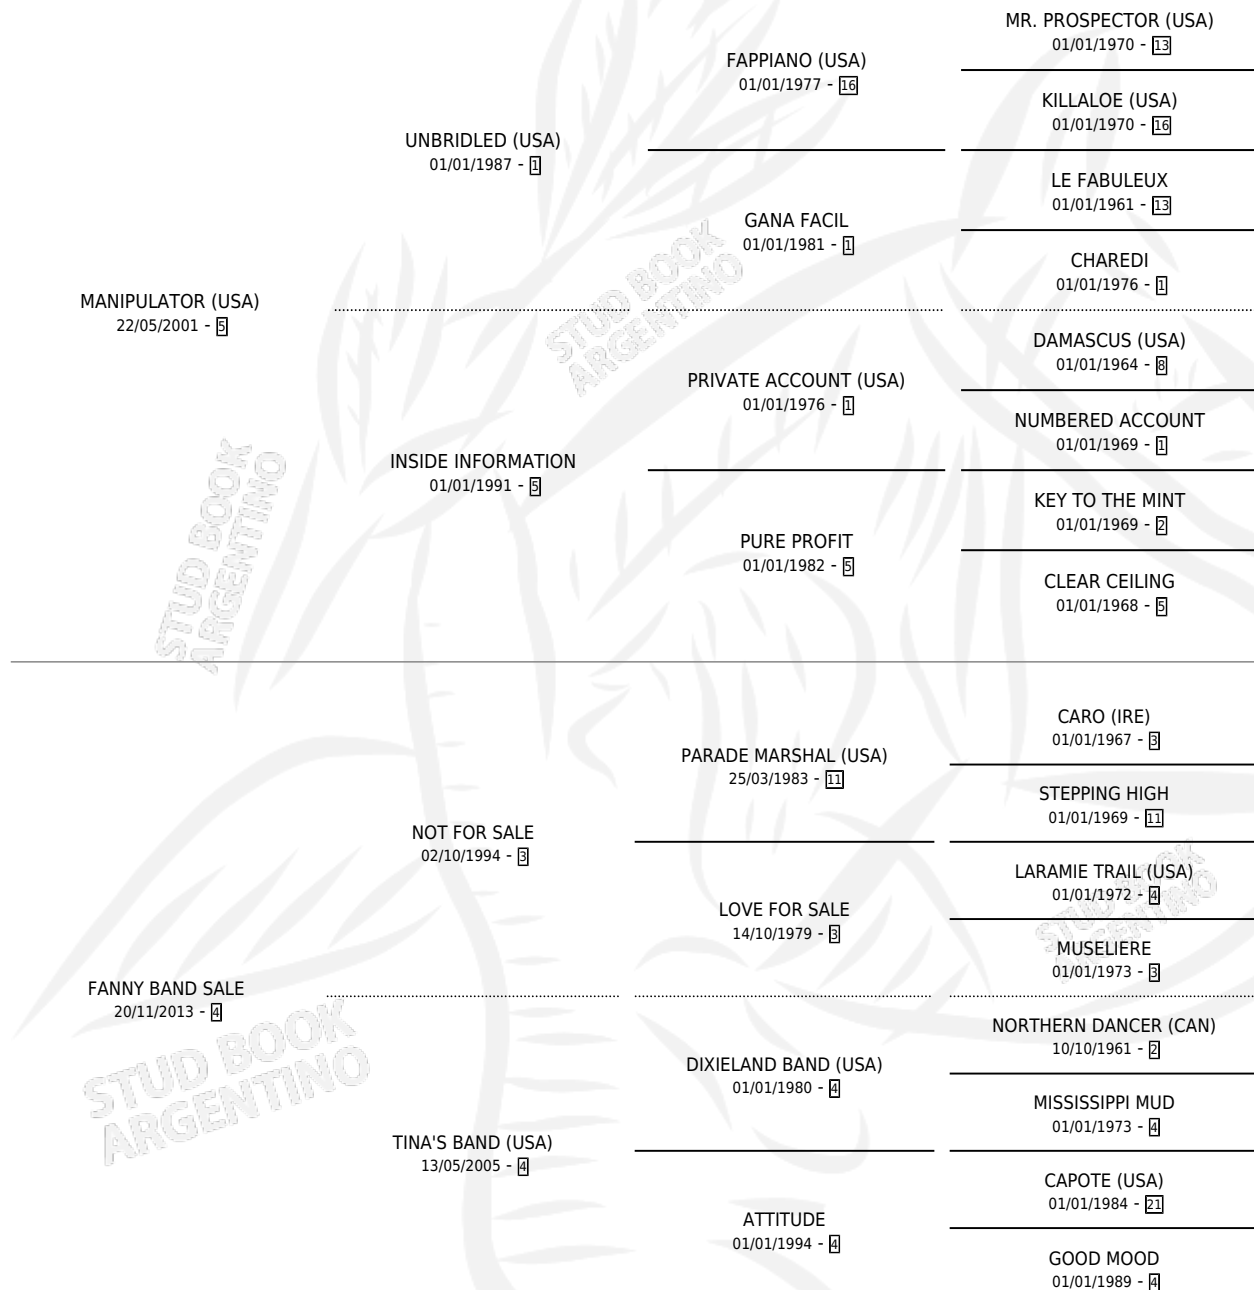 MR. PROSPECTOR (USA)
01/01/1970 - 13
FAPPIANO (USA)
01/01/1977 - 16
KILLALOE (USA)
01/01/1970 - 16
UNBRIDLED (USA)
01/01/1987 - 1
LE FABULEUX
01/01/1961 - 13
GANA FACIL
01/01/1981 - 1
CHAREDI
01/01/1976 - 1
MANIPULATOR (USA)
22/05/2001 - 5
DAMASCUS (USA)
01/01/1964 - 8
PRIVATE ACCOUNT (USA)
01/01/1976 - 1
NUMBERED ACCOUNT
01/01/1969 - 1
INSIDE INFORMATION
01/01/1991 - 5
KEY TO THE MINT
01/01/1969 - 2
PURE PROFIT
01/01/1982 - 5
CLEAR CEILING
01/01/1968 - 5
CARO (IRE)
01/01/1967 - 3
PARADE MARSHAL (USA)
25/03/1983 - 11
STEPPING HIGH
01/01/1969 - 11
NOT FOR SALE
02/10/1994 - 3
LARAMIE TRAIL (USA)
01/01/1972 - 4
LOVE FOR SALE
14/10/1979 - 3
MUSELIERE
01/01/1973 - 3
FANNY BAND SALE
20/11/2013 - 4
NORTHERN DANCER (CAN)
10/10/1961 - 2
DIXIELAND BAND (USA)
01/01/1980 - 4
MISSISSIPPI MUD
01/01/1973 - 4
TINA'S BAND (USA)
13/05/2005 - 4
CAPOTE (USA)
01/01/1984 - 21
ATTITUDE
01/01/1994 - 4
GOOD MOOD
01/01/1989 - 4
STUD BOOK
ARGENTINO
STUD BOOK
ARGENTINO
STUD BOOK
ARGENTINO
STUD BOOK
ARGENTINO